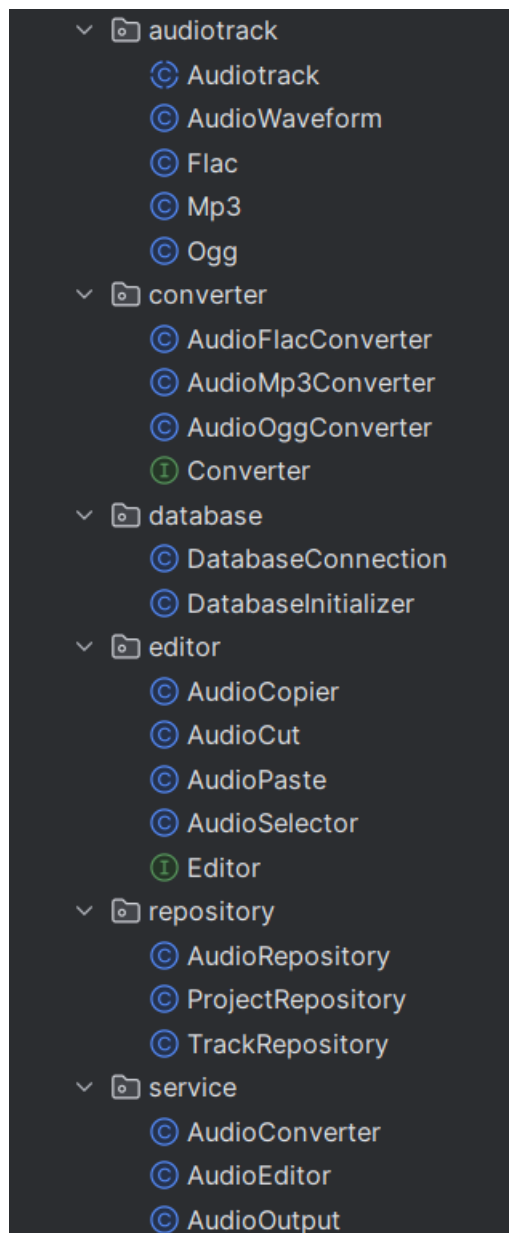 audiotrack
Audiotrack
AudioWaveform
Flac
Mp3
Ogg
converter
AudioFlacConverter
AudioMp3Converter
AudioOggConverter
Converter
database
DatabaseConnection
DatabaseInitializer
editor
AudioCopier
AudioCut
AudioPaste
AudioSelector
Editor
repository
AudioRepository
ProjectRepository
TrackRepository
service
AudioConverter
AudioEditor
AudioOutput